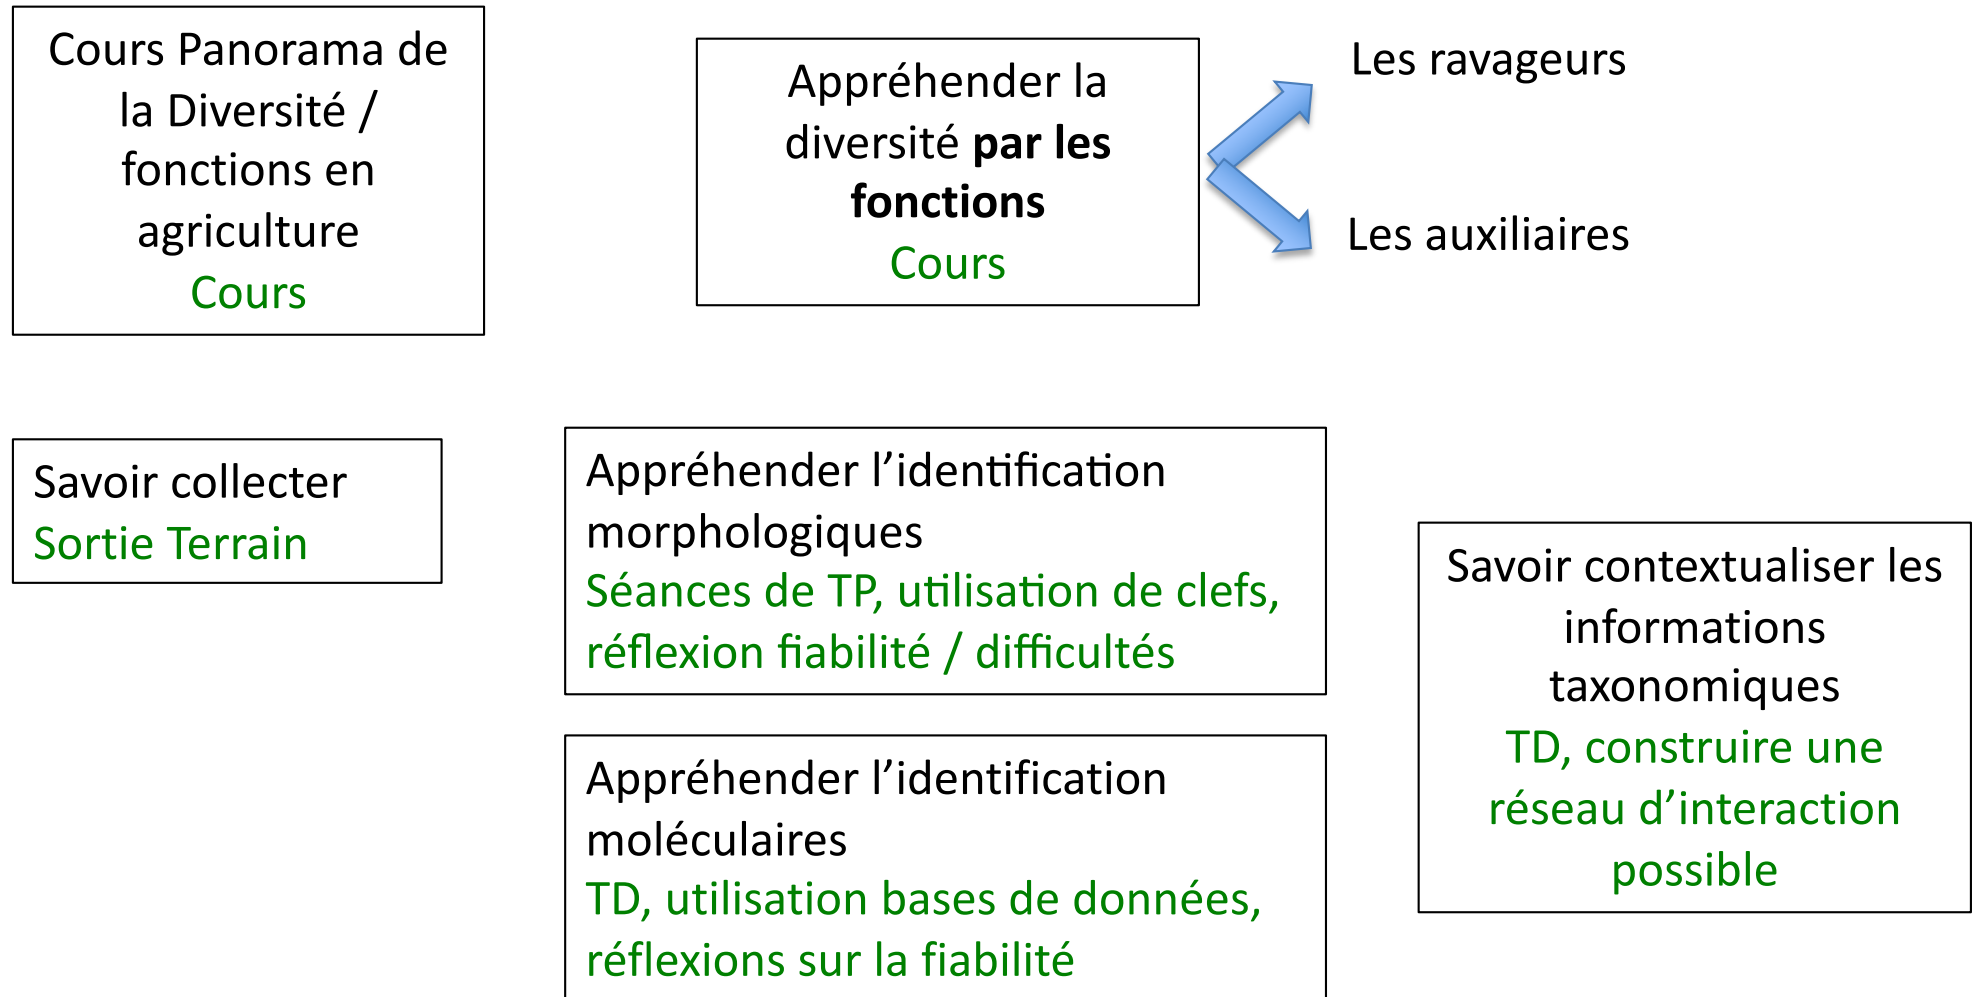 Cours Panorama de
la Diversité /
fonctions en
agriculture
Cours
Appréhender la
diversité par les
fonctions
Cours
Les ravageurs
Les auxiliaires
Savoir collecter
Sortie Terrain
Appréhender l’identification
morphologiques
Séances de TP, utilisation de clefs,
réflexion fiabilité / difficultés
Appréhender l’identification
moléculaires
TD, utilisation bases de données,
réflexions sur la fiabilité
Savoir contextualiser les
informations
taxonomiques
TD, construire une
réseau d’interaction
possible